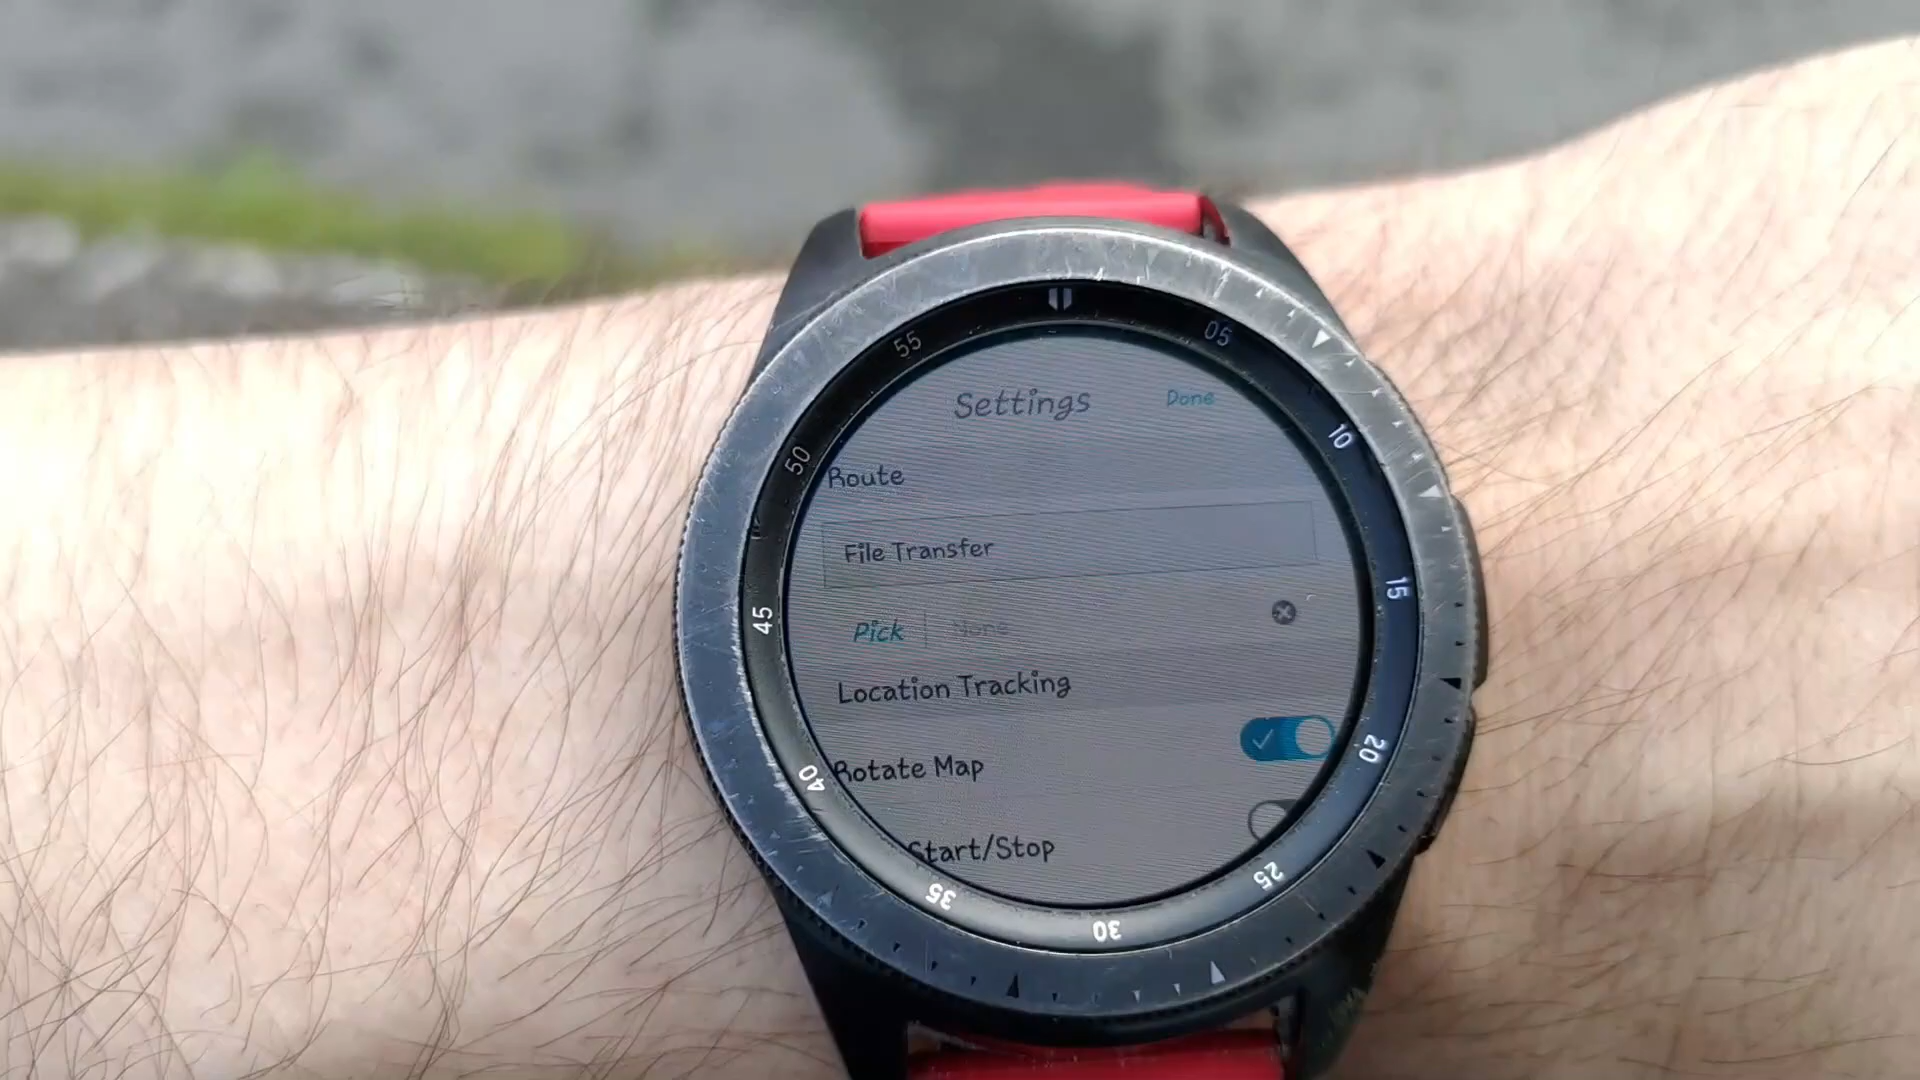 Settings Done
Route
File Transfer
Pick None
Location Tracking
Rotate Map
Start/Stop
05
10
15
20
25
30
35
40
45
50
55